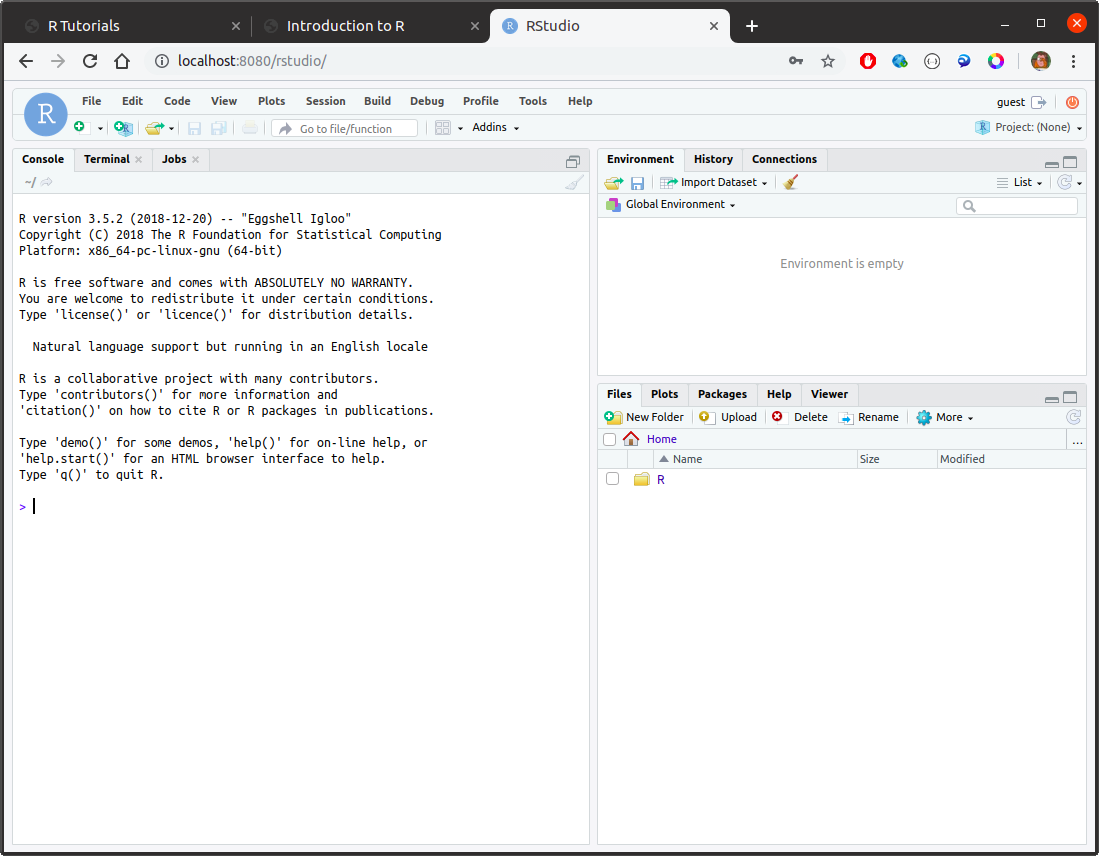 R Tutorials
Introduction to R
RStudio
localhost:8080/rstudio/
R
File Edit Code View Plots Session Build Debug Profile Tools Help
guest
Go to file/function
Addins
Project: (None)
Console Terminal Jobs
~/
R version 3.5.2 (2018-12-20) -- "Eggshell Igloo"
Copyright (C) 2018 The R Foundation for Statistical Computing
Platform: x86_64-pc-linux-gnu (64-bit)
R is free software and comes with ABSOLUTELY NO WARRANTY.
You are welcome to redistribute it under certain conditions.
Type 'license()' or 'licence()' for distribution details.
Natural language support but running in an English locale
R is a collaborative project with many contributors.
Type 'contributors()' for more information and
'citation()' on how to cite R or R packages in publications.
Type 'demo()' for some demos, 'help()' for on-line help, or
'help.start()' for an HTML browser interface to help.
Type 'q()' to quit R.
>
Environment History Connections
Import Dataset
List
Global Environment
Environment is empty
Files Plots Packages Help Viewer
New Folder Upload Delete Rename More
Home
...
Name Size Modified
R